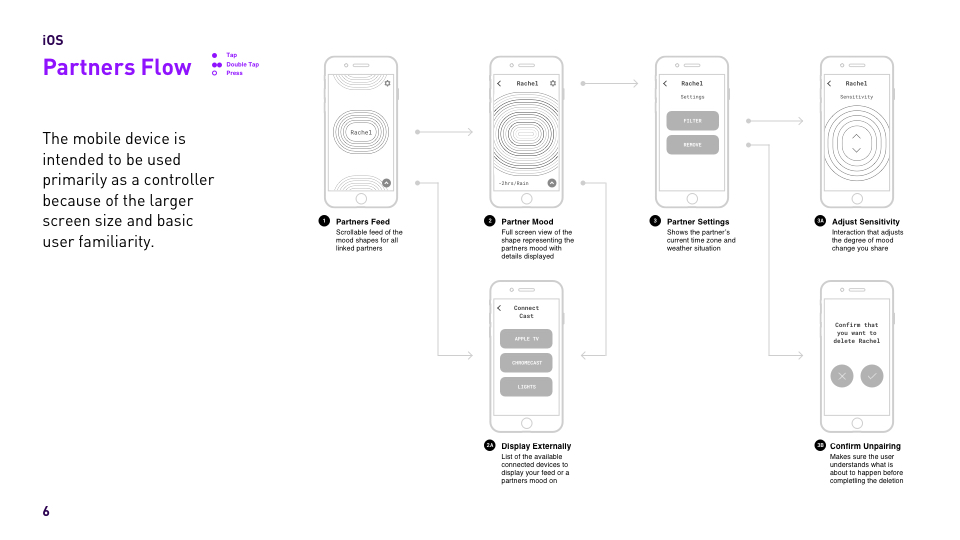 iOS
Partners Flow
Tap
Double Tap
Press
The mobile device is
intended to be used
primarily as a controller
because of the larger
screen size and basic
user familiarity.
Rachel
1 Partners Feed
Scrollable feed of the
mood shapes for all
linked partners
Rachel
-2hrs/Rain
2 Partner Mood
Full screen view of the
shape representing the
partners mood with
details displayed
Rachel
Settings
FILTER
REMOVE
3 Partner Settings
Shows the partner's
current time zone and
weather situation
Rachel
Sensitivity
3A Adjust Sensitivity
Interaction that adjusts
the degree of mood
change you share
Connect
Cast
APPLE TV
CHROMECAST
LIGHTS
2A Display Externally
List of the available
connected devices to
display your feed or a
partners mood on
Confirm that
you want to
delete Rachel
3B Confirm Unpairing
Makes sure the user
understands what is
about to happen before
completling the deletion
6